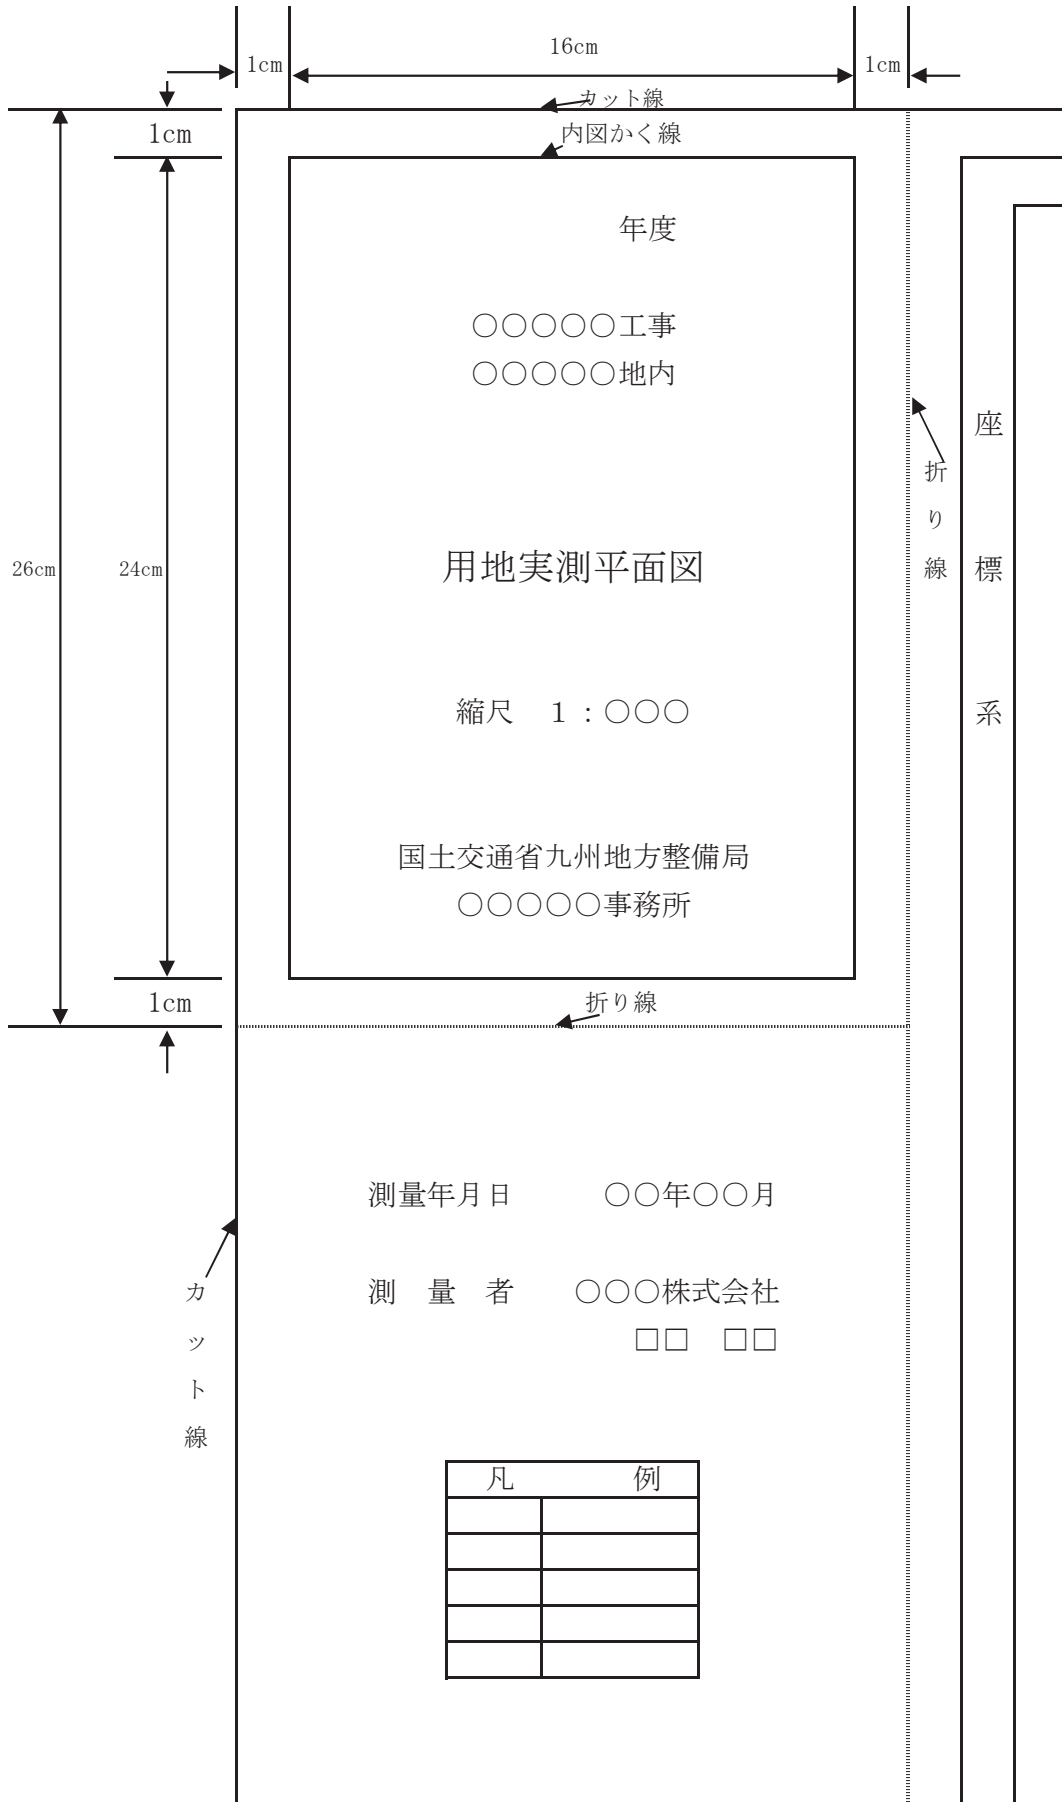 16cm
1cm
1cm
カット線
1cm
内図かく線
年度
○○○○○工事
○○○○○地内
座標系
折り線
26cm
24cm
用地実測平面図
縮尺　１：○○○
国土交通省九州地方整備局
○○○○○事務所
1cm
折り線
測量年月日　　　○○年○○月
測　量　者　　○○○株式会社
□□　□□
カット線
凡　　　　例